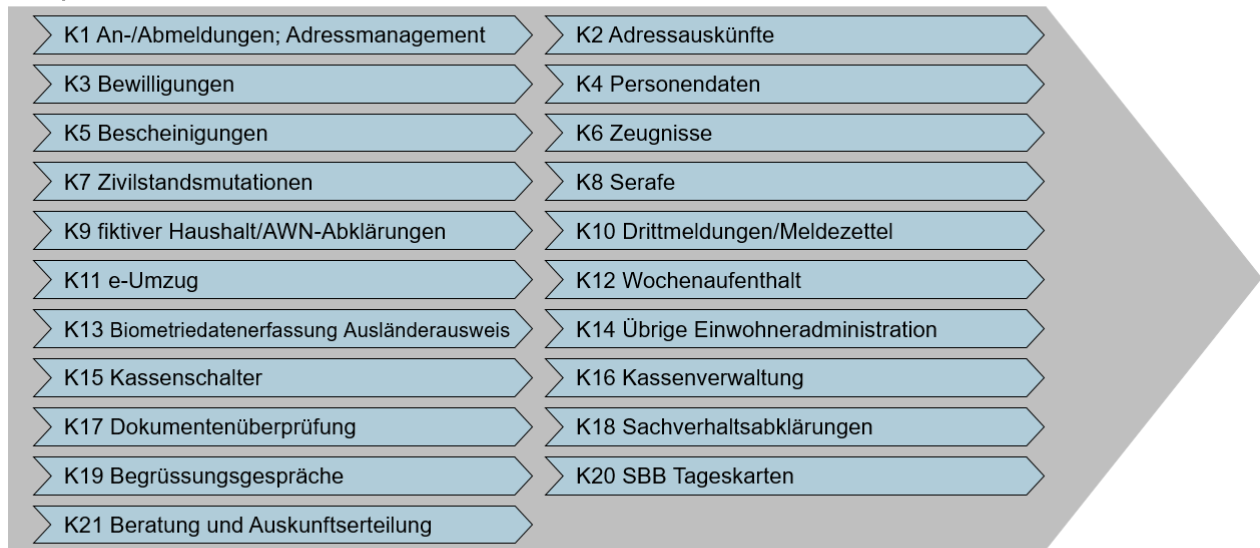 K1 An-/Abmeldungen; Adressmanagement
K2 Adressauskünfte
K3 Bewilligungen
K4 Personendaten
K5 Bescheinigungen
K6 Zeugnisse
K7 Zivilstandsmutationen
K8 Serafe
K9 fiktiver Haushalt/AWN-Abklärungen
K10 Drittmeldungen/Meldezettel
K11 e-Umzug
K12 Wochenaufenthalt
K13 Biometriedatenerfassung Ausländerausweis
K14 Übrige Einwohneradministration
K15 Kassenschalter
K16 Kassenverwaltung
K17 Dokumentenüberprüfung
K18 Sachverhaltsabklärungen
K19 Begrüssungsgespräche
K20 SBB Tageskarten
K21 Beratung und Auskunftserteilung